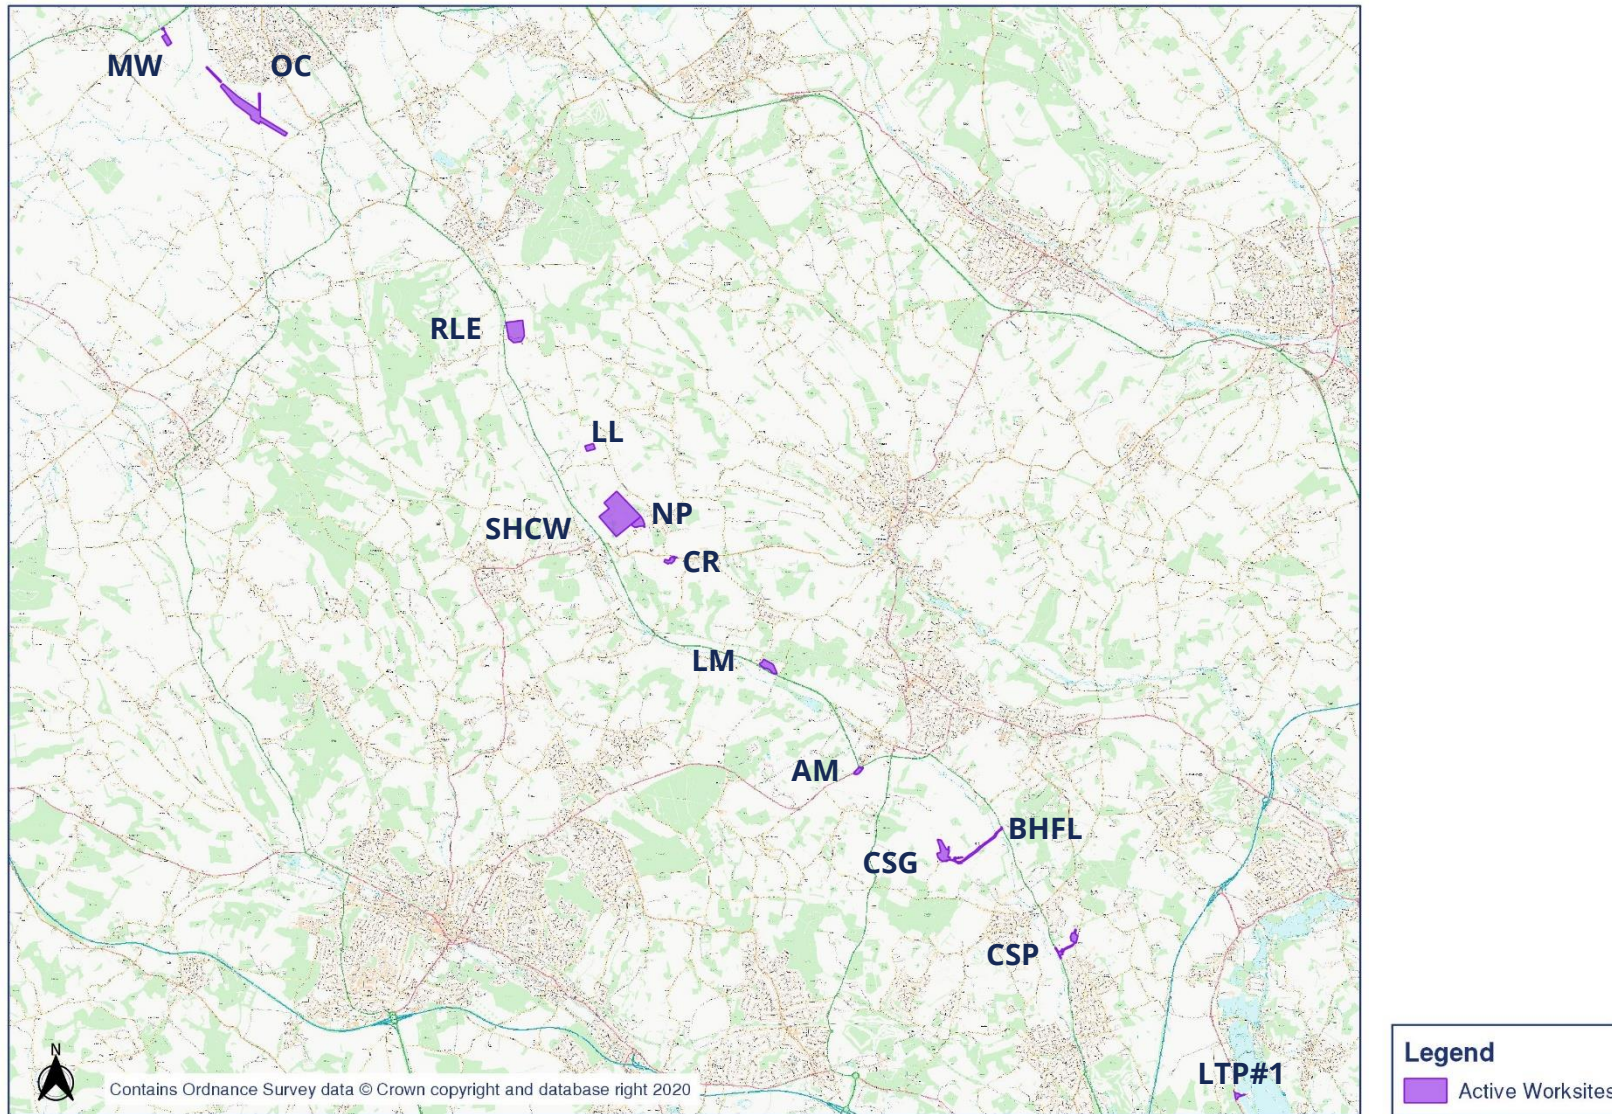 MW
OC
RLE
LL
NP
SHCW
CR
LM
AM
BHFL
CSG
CSP
LTP#1
N
Contains Ordnance Survey data © Crown copyright and database right 2020
Legend
Active Worksites